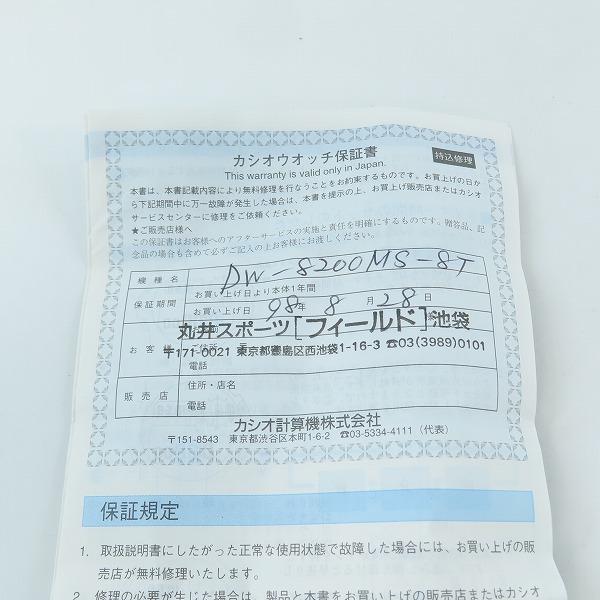 カシオウオッチ保証書
持込修理
This warranty is valid only in Japan.
本書は、本書記載内容により無料修理を行なうことをお約束するものです。お買上げの日か
ら下記期間中に万一故障が発生した場合は、本書を提示の上、お買上げ販売店またはカシオ
サービスセンターに修理をご依頼ください。
★ご販売店様へ
この保証書はお客様へのアフターサービスの実施と責任を明確にするものです。贈答品、記
念品の場合も含めて必ずご記入の上お客様にお渡しください。
機種名 DW-8200MS-8T
保証期間 お買い上げ日より本体1年間
お買い上げ日 98年 8月 28日
丸井スポーツ[フィールド]池袋
〒171-0021 東京都豊島区西池袋1-16-3 ☎03(3989)0101
お客様
電話
販売店 住所・店名
電話
カシオ計算機株式会社
〒151-8543 東京都渋谷区本町1-6-2 ☎03-5334-4111（代表）
保証規定
1. 取扱説明書にしたがった正常な使用状態で故障した場合には、お買い上げの販
売店が無料修理いたします。
2. 修理の必要が生じた場合は、製品と本書をお買い上げの販売店またはカシオ